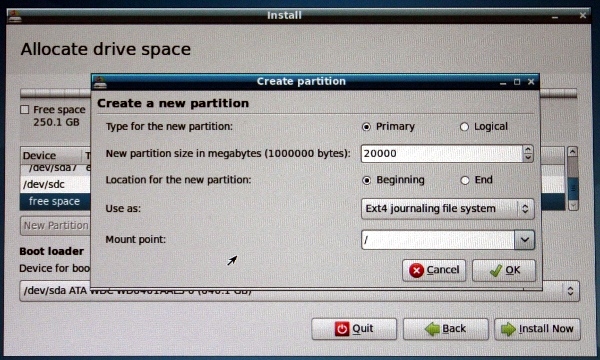 Install
Allocate drive space
Create partition
Create a new partition
Free space
250.1 GB
Type for the new partition: Primary Logical
New partition size in megabytes (1000000 bytes): 20000
Location for the new partition: Beginning End
Use as: Ext4 journaling file system
Mount point: /
Cancel OK
Device T
/dev/sda7 e
/dev/sdc
free space
New Partition
Boot loader
Device for boo
/dev/sda ATA WDC
Quit Back Install Now